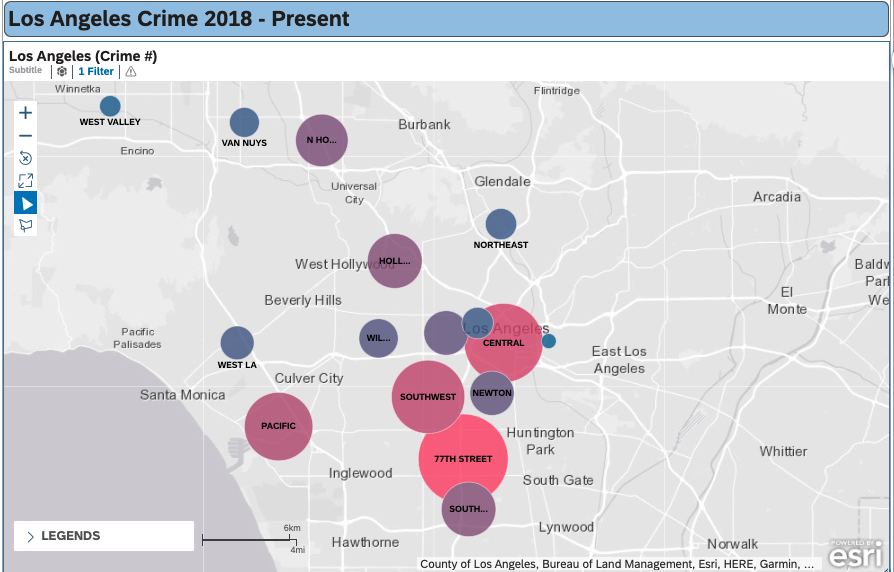 Los Angeles Crime 2018 - Present
Los Angeles (Crime #)
Subtitle
1 Filter
Winnetka
Flintridge
WEST VALLEY
VAN NUYS
Burbank
N HO...
Encino
Universal
City
Glendale
Arcadia
NORTHEAST
West Hollywood
HOLL...
Baldw
Parl
We
El
Monte
Beverly Hills
Pacific
Palisades
WIL...
Los Angeles
CENTRAL
WEST LA
East Los
Angeles
Culver City
Santa Monica
SOUTHWEST
NEWTON
PACIFIC
Huntington
Park
Whittier
77TH STREET
Inglewood
South Gate
SOUTH...
LEGENDS
6km
4mi
Lynwood
Hawthorne
Norwalk
POWERED BY
esri
County of Los Angeles, Bureau of Land Management, Esri, HERE, Garmin, ...